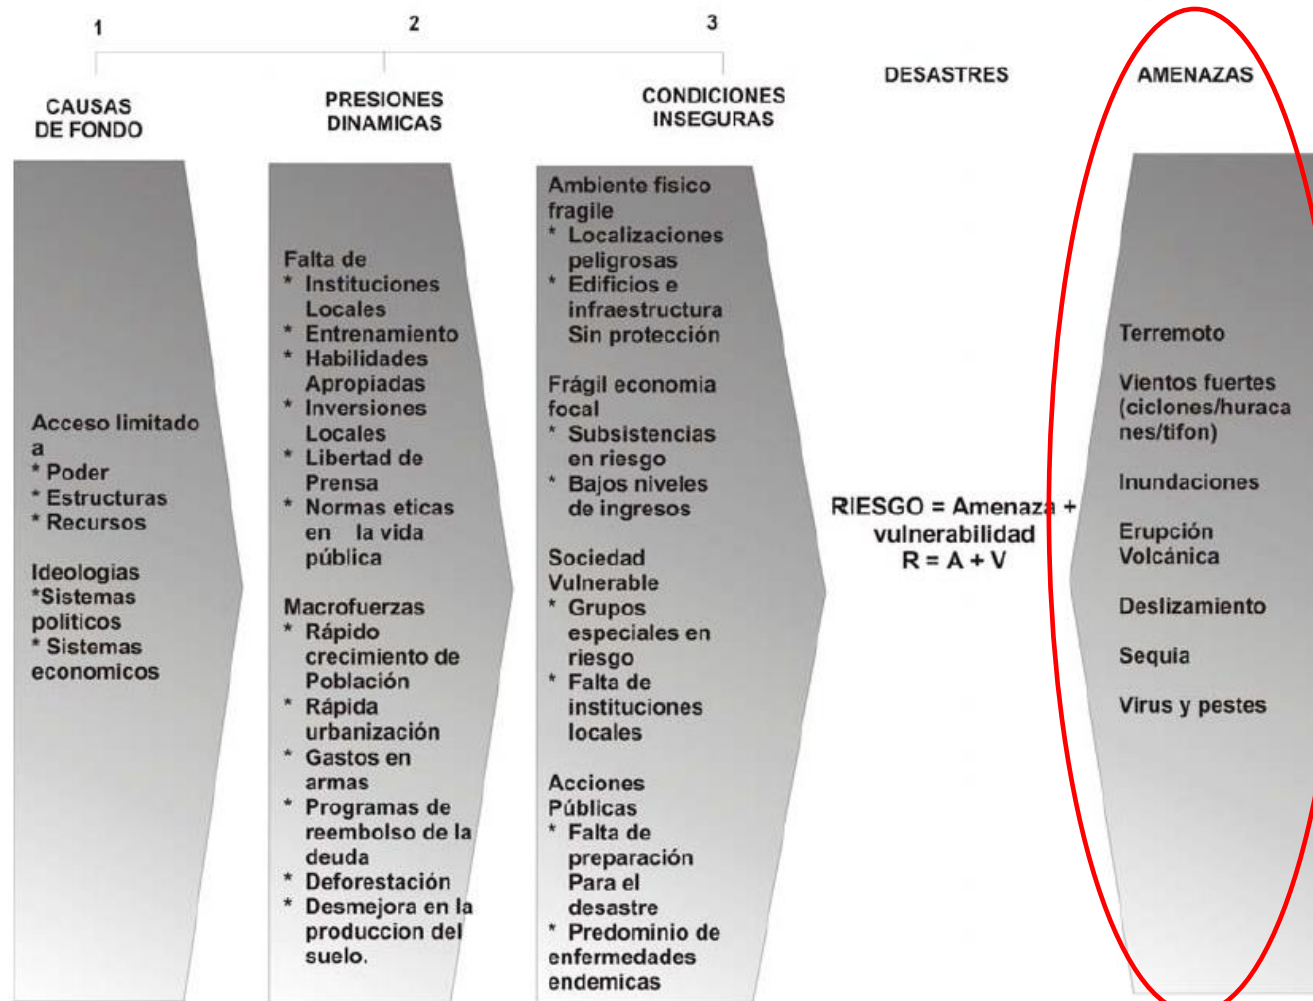 1
2
3
CAUSAS
DE FONDO
PRESIONES
DINAMICAS
CONDICIONES
INSEGURAS
DESASTRES
AMENAZAS
Acceso limitado
a
* Poder
* Estructuras
* Recursos
Ideologias
*Sistemas
politicos
* Sistemas
economicos
Falta de
* Instituciones
Locales
* Entrenamiento
* Habilidades
Apropiadas
* Inversiones
Locales
* Libertad de
Prensa
* Normas eticas
en la vida
pública
Macrofuerzas
* Rápido
crecimiento de
Población
* Rápida
urbanización
* Gastos en
armas
* Programas de
reembolso de la
deuda
* Deforestación
* Desmejora en la
produccion del
suelo.
Ambiente fisico
fragile
* Localizaciones
peligrosas
* Edificios e
infraestructura
Sin protección
Frágil economia
focal
* Subsistencias
en riesgo
* Bajos niveles
de ingresos
Sociedad
Vulnerable
* Grupos
especiales en
riesgo
* Falta de
instituciones
locales
Acciones
Públicas
* Falta de
preparación
Para el
desastre
* Predominio de
enfermedades
endemicas
RIESGO = Amenaza +
vulnerabilidad
R = A + V
Terremoto
Vientos fuertes
(ciclones/huraca
nes/tifon)
Inundaciones
Erupción
Volcánica
Deslizamiento
Sequia
Virus y pestes